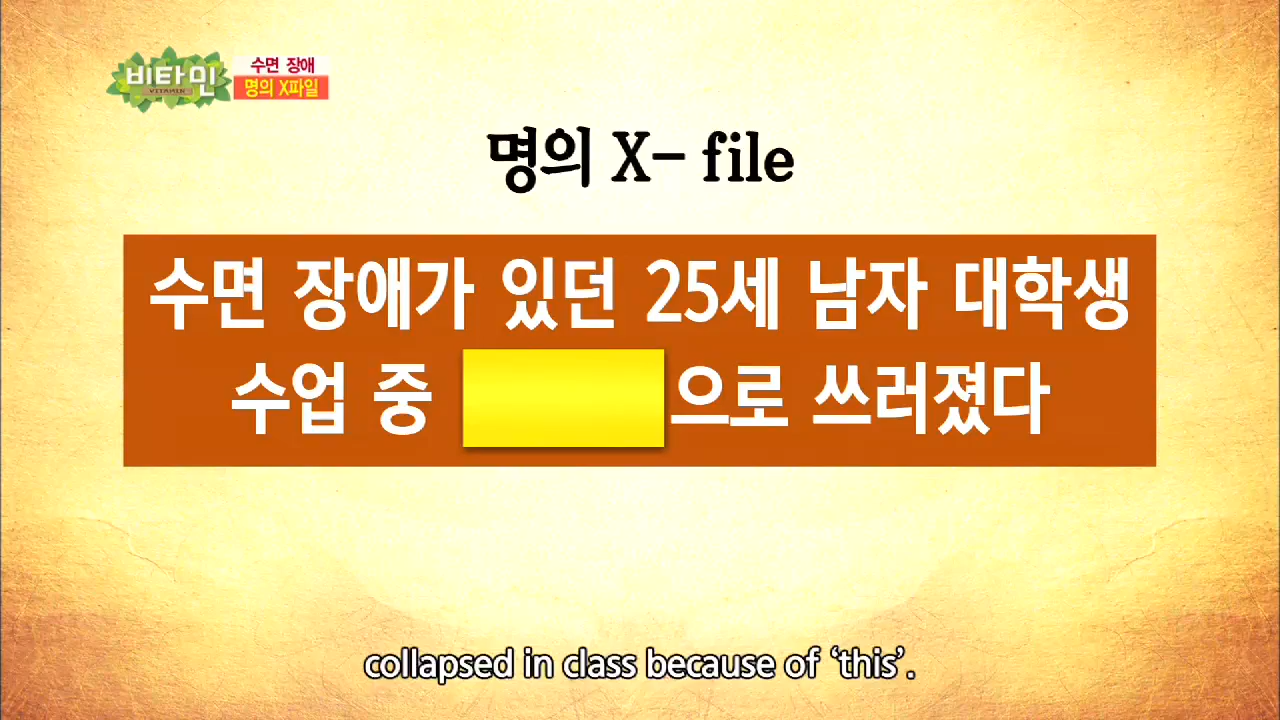 비타민
VITAMIN
수면 장애
명의 X파일
명의 X- file
수면 장애가 있던 25세 남자 대학생
수업 중 으로 쓰러졌다
collapsed in class because of ‘this’.